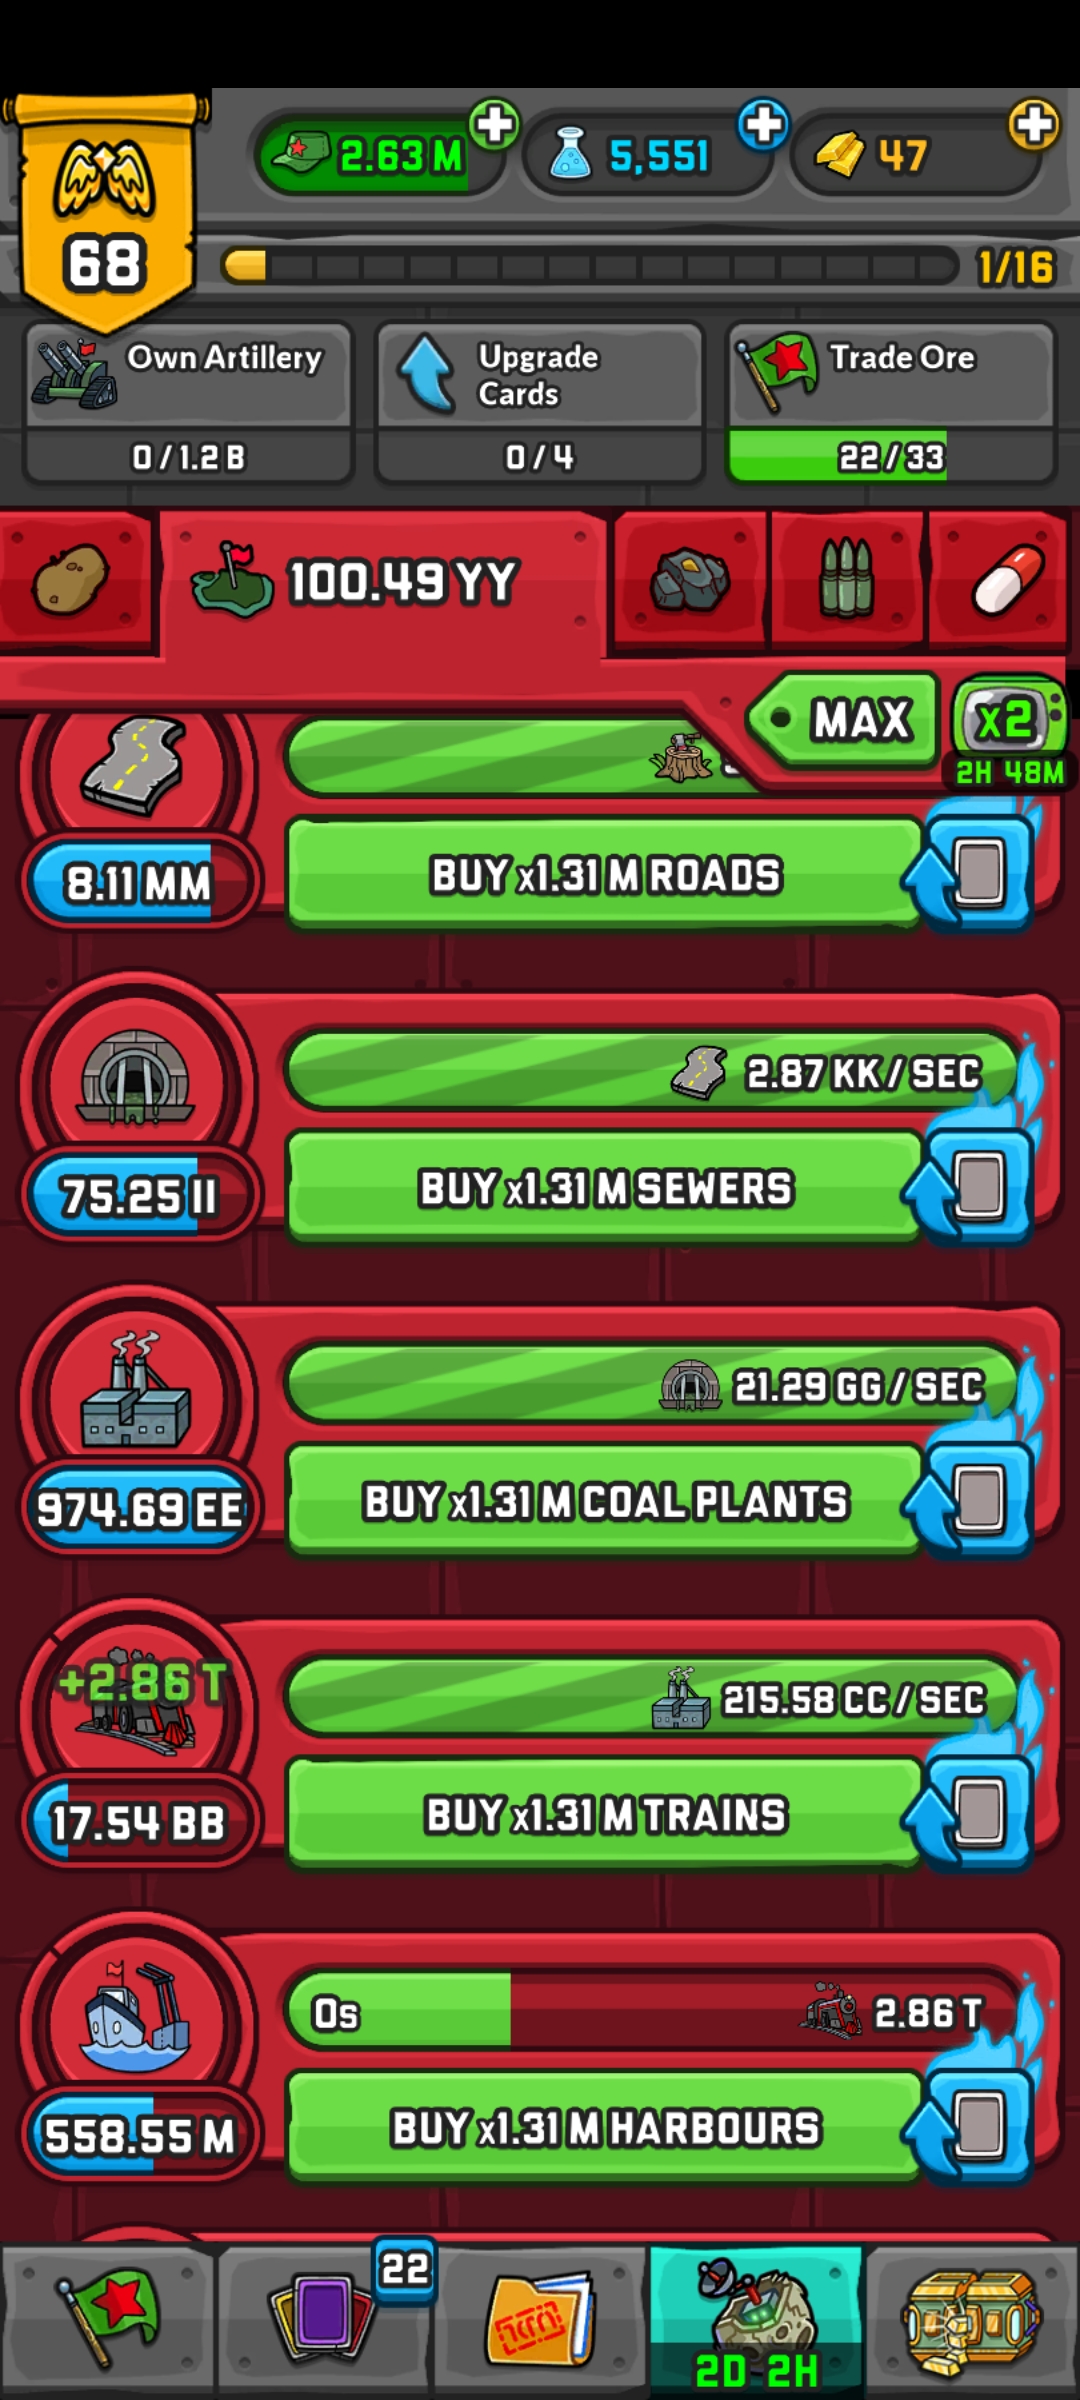 2.63 M
5,551
47
68
1/16
Own Artillery
0 / 1.2 B
Upgrade
Cards
0 / 4
Trade Ore
22 / 33
100.49 YY
MAX
x2
2H 48M
8.11 MM
BUY x1.31 M ROADS
2.87 KK / SEC
75.25 II
BUY x1.31 M SEWERS
21.29 GG / SEC
974.69 EE
BUY x1.31 M COAL PLANTS
+2.86 T
215.58 CC / SEC
17.54 BB
BUY x1.31 M TRAINS
0s
2.86 T
558.55 M
BUY x1.31 M HARBOURS
22
2D 2H